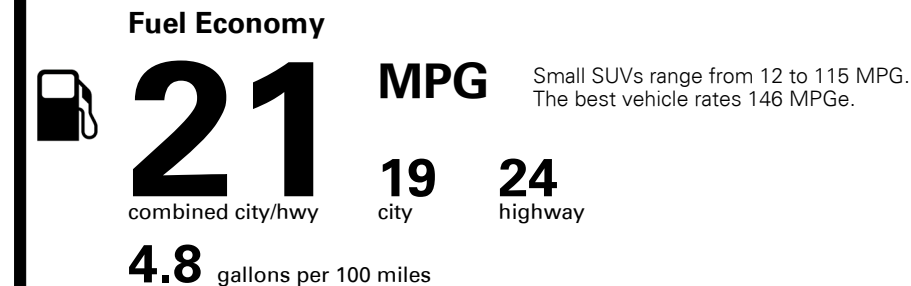 Fuel Economy
21
MPG
Small SUVs range from 12 to 115 MPG.
The best vehicle rates 146 MPGe.
combined city/hwy
19
city
24
highway
4.8 gallons per 100 miles